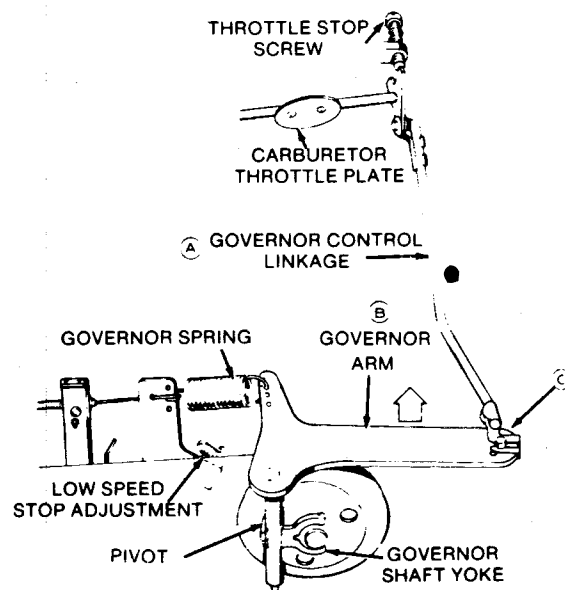 THROTTLE STOP
SCREW
CARBURETOR
THROTTLE PLATE
A GOVERNOR CONTROL
LINKAGE
B
GOVERNOR
ARM
GOVERNOR SPRING
C
LOW SPEED
STOP ADJUSTMENT
PIVOT
GOVERNOR
SHAFT YOKE